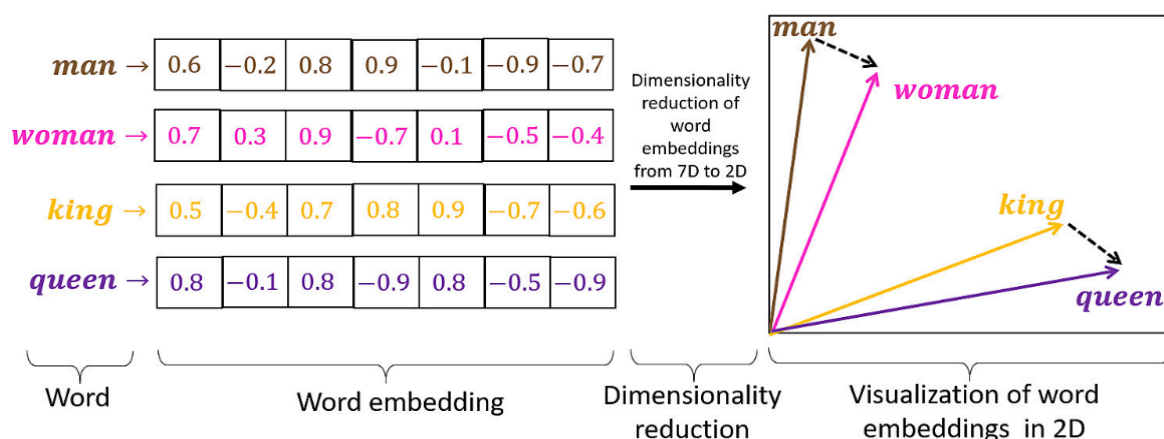 man → 0.6 −0.2 0.8 0.9 −0.1 −0.9 −0.7
woman → 0.7 0.3 0.9 −0.7 0.1 −0.5 −0.4
king → 0.5 −0.4 0.7 0.8 0.9 −0.7 −0.6
queen → 0.8 −0.1 0.8 −0.9 0.8 −0.5 −0.9
Dimensionality
reduction of
word
embeddings
from 7D to 2D
man
woman
king
queen
Word
Word embedding
Dimensionality
reduction
Visualization of word
embeddings in 2D